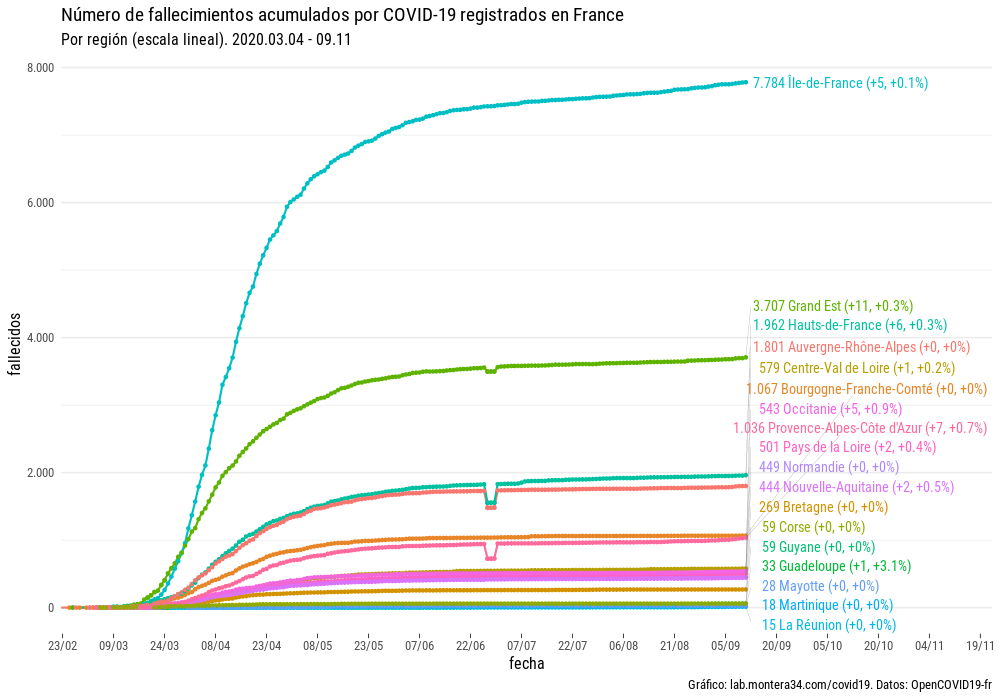 Número de fallecimientos acumulados por COVID-19 registrados en France
Por región (escala lineal). 2020.03.04 - 09.11
8.000
7.784 Île-de-France (+5, +0.1%)
6.000
3.707 Grand Est (+11, +0.3%)
1.962 Hauts-de-France (+6, +0.3%)
4.000
1.801 Auvergne-Rhône-Alpes (+0, +0%)
579 Centre-Val de Loire (+1, +0.2%)
1.067 Bourgogne-Franche-Comté (+0, +0%)
543 Occitanie (+5, +0.9%)
1.036 Provence-Alpes-Côte d'Azur (+7, +0.7%)
501 Pays de la Loire (+2, +0.4%)
449 Normandie (+0, +0%)
2.000
444 Nouvelle-Aquitaine (+2, +0.5%)
269 Bretagne (+0, +0%)
59 Corse (+0, +0%)
59 Guyane (+0, +0%)
33 Guadeloupe (+1, +3.1%)
28 Mayotte (+0, +0%)
18 Martinique (+0, +0%)
0
15 La Réunion (+0, +0%)
fallecidos
23/02 09/03 24/03 08/04 23/04 08/05 23/05 07/06 22/06 07/07 22/07 06/08 21/08 05/09 20/09 05/10 20/10 04/11 19/11
fecha
Gráfico: lab.montera34.com/covid19. Datos: OpenCOVID19-fr